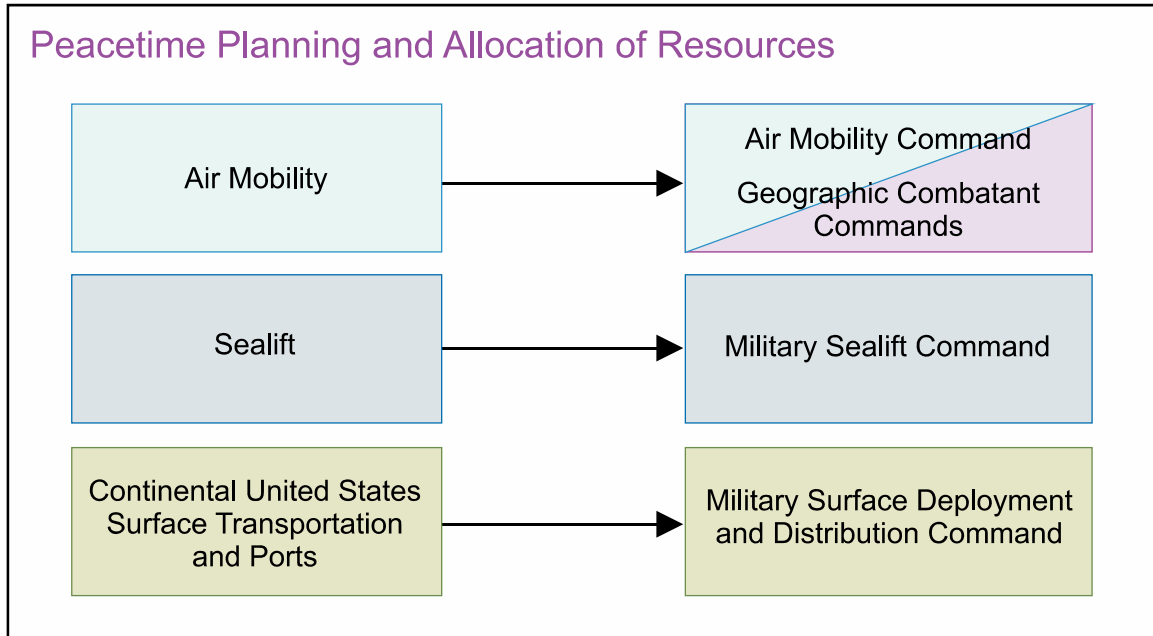 Peacetime Planning and Allocation of Resources
Air Mobility
Air Mobility Command
Geographic Combatant
Commands
Sealift
Military Sealift Command
Continental United States
Surface Transportation
and Ports
Military Surface Deployment
and Distribution Command